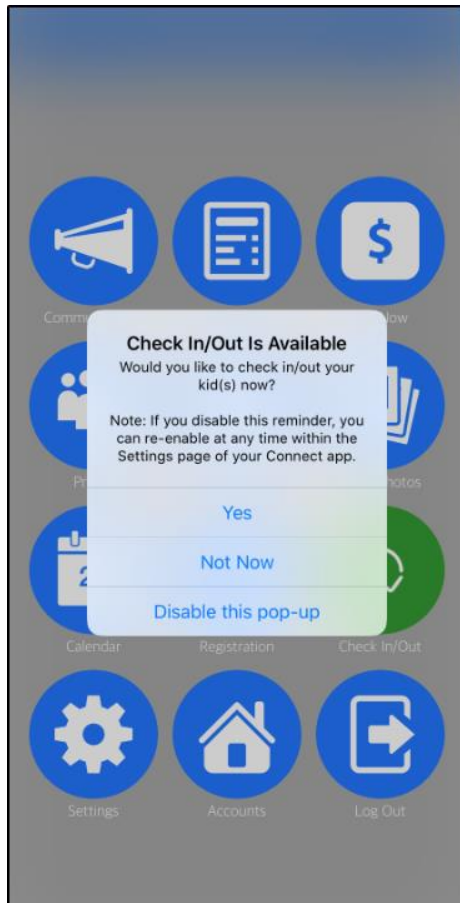 $
Check In/Out Is Available
Would you like to check in/out your
kid(s) now?
Note: If you disable this reminder, you
can re-enable at any time within the
Settings page of your Connect app.
Yes
Not Now
Disable this pop-up
Calendar Registration Check In/Out
Settings Accounts Log Out